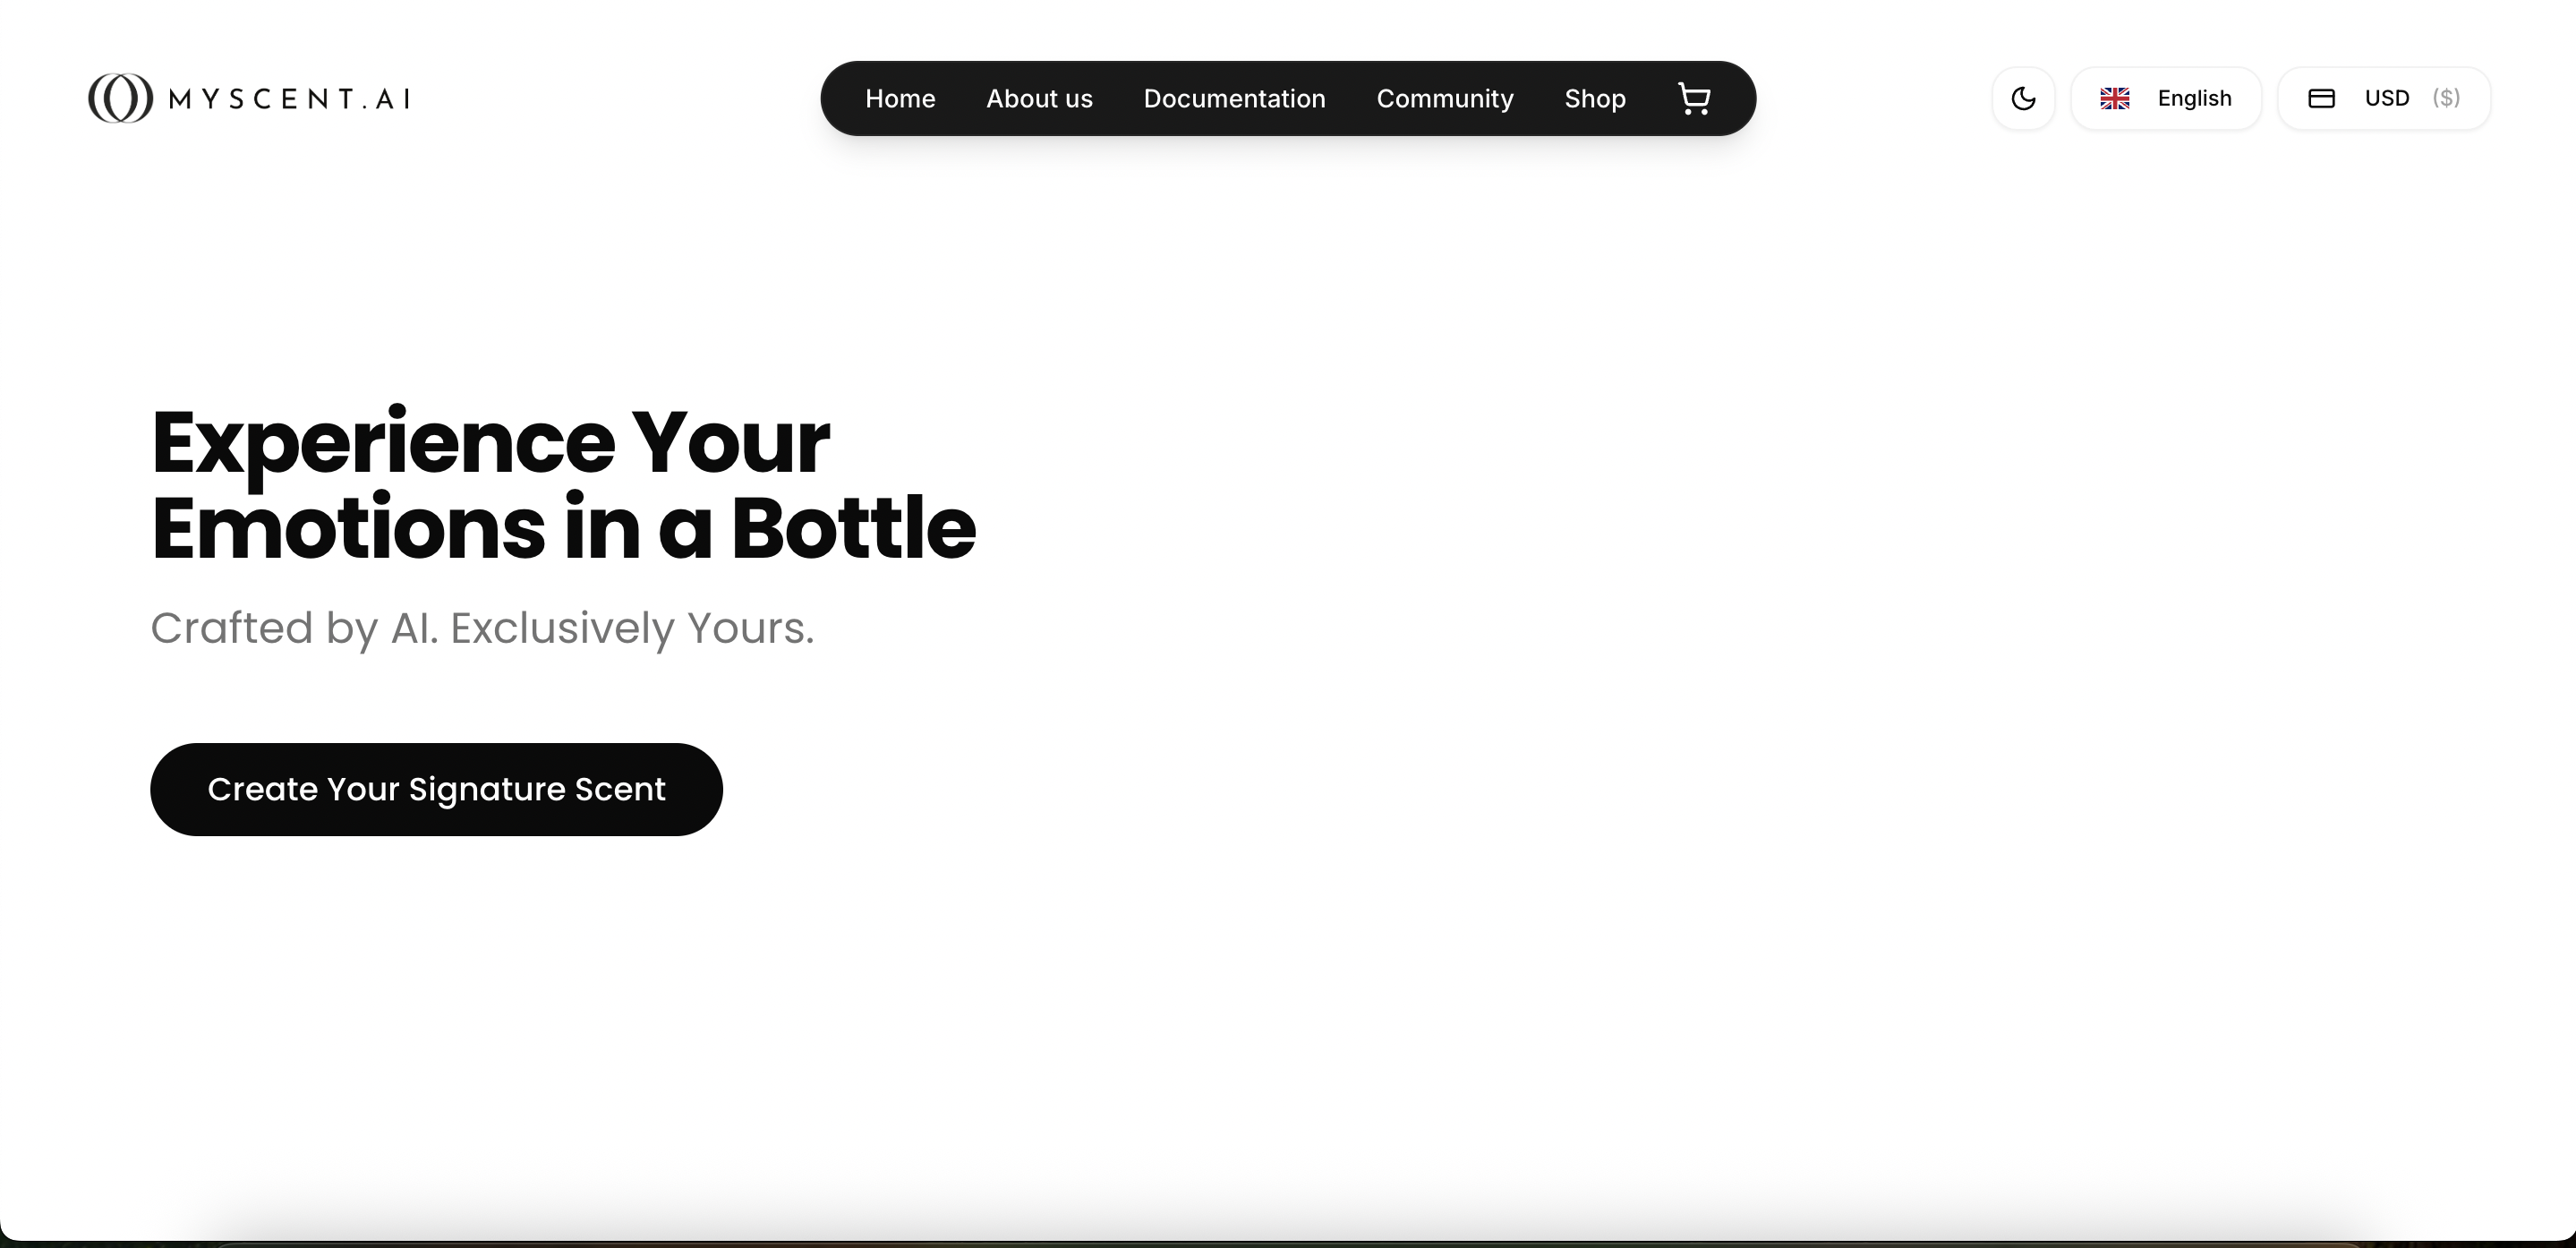 MYSCENT.AI
Home About us Documentation Community Shop
English
USD ($)
Experience Your
Emotions in a Bottle
Crafted by AI. Exclusively Yours.
Create Your Signature Scent